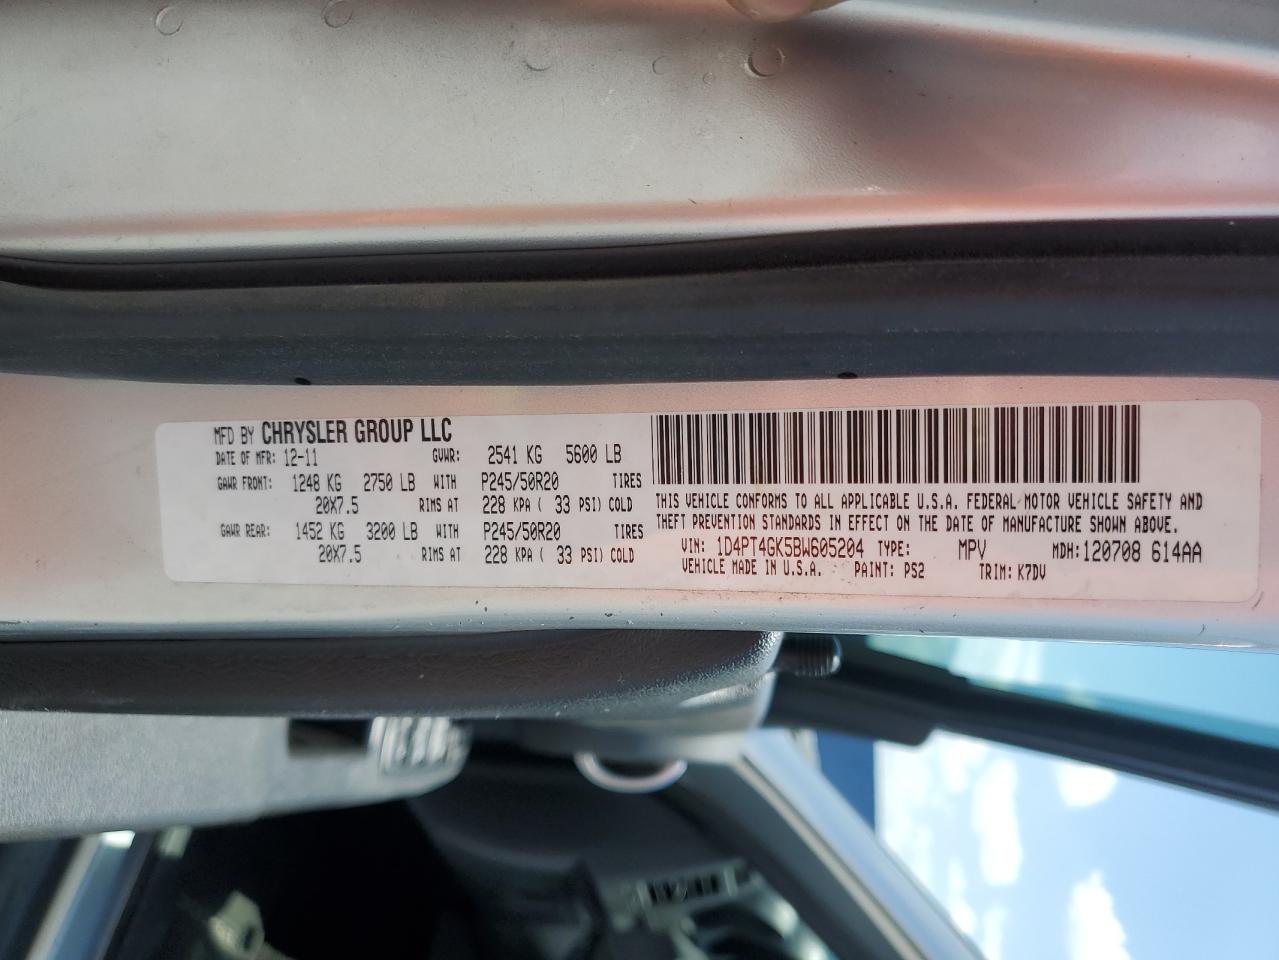 MFD BY CHRYSLER GROUP LLC
DATE OF MFR: 12-11 GVWR: 2541 KG 5600 LB
GAWR FRONT: 1248 KG 2750 LB WITH P245/50R20 TIRES
20X7.5 RIMS AT 228 KPA ( 33 PSI) COLD
GAWR REAR: 1452 KG 3200 LB WITH P245/50R20 TIRES
20X7.5 RIMS AT 228 KPA ( 33 PSI) COLD
THIS VEHICLE CONFORMS TO ALL APPLICABLE U.S.A. FEDERAL MOTOR VEHICLE SAFETY AND
THEFT PREVENTION STANDARDS IN EFFECT ON THE DATE OF MANUFACTURE SHOWN ABOVE.
VIN: 1D4PT4GK5BW605204 TYPE: MPV MDH:120708 614AA
VEHICLE MADE IN U.S.A. PAINT: PS2 TRIM: K7DV